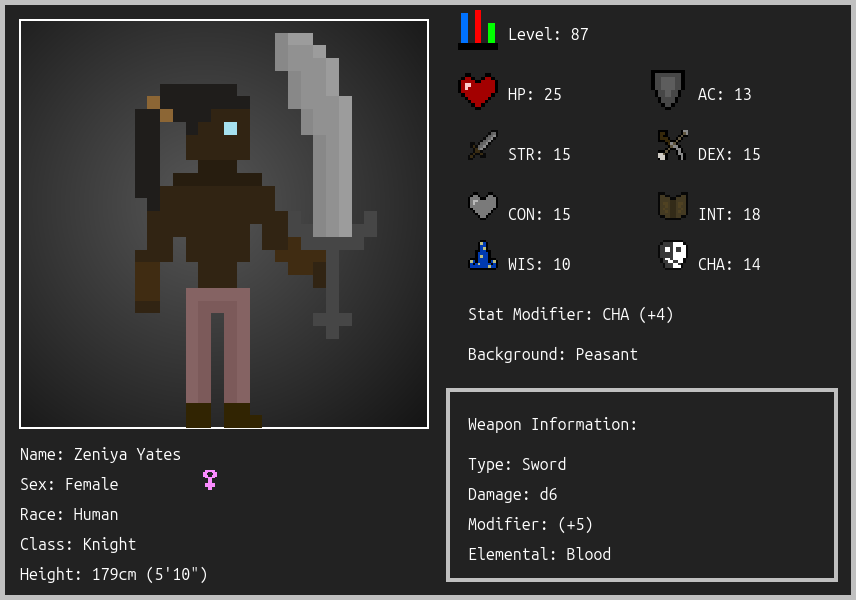 Level: 87
HP: 25
AC: 13
STR: 15
DEX: 15
CON: 15
INT: 18
WIS: 10
CHA: 14
Stat Modifier: CHA (+4)
Background: Peasant
Weapon Information:
Type: Sword
Damage: d6
Modifier: (+5)
Elemental: Blood
Name: Zeniya Yates
Sex: Female
Race: Human
Class: Knight
Height: 179cm (5'10")